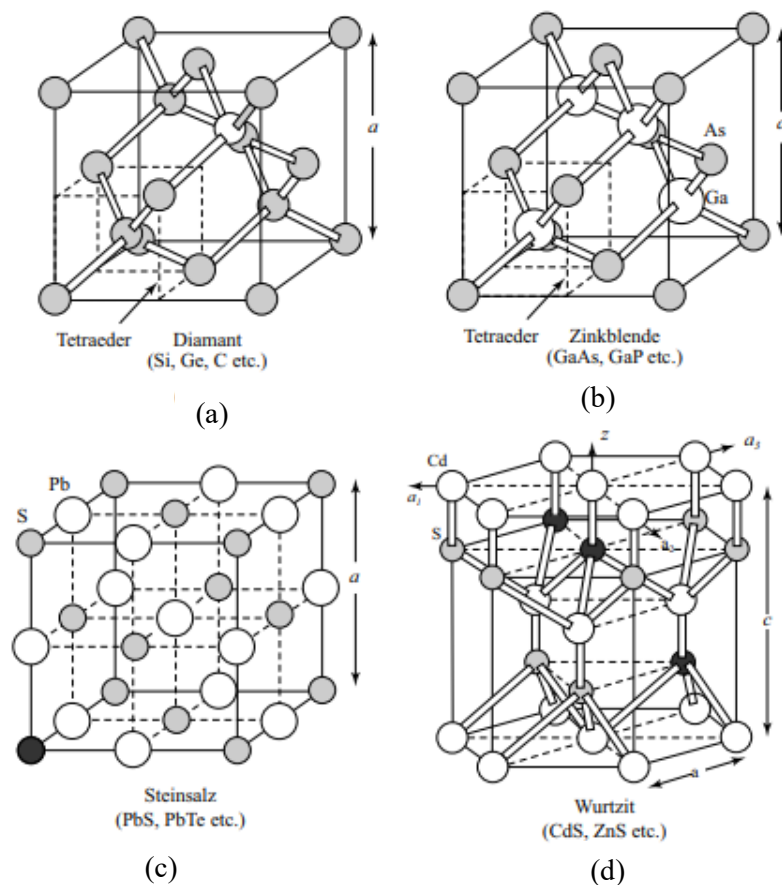 a
Tetraeder
Diamant
(Si, Ge, C etc.)
(a)
As
Ga
a
Tetraeder
Zinkblende
(GaAs, GaP etc.)
(b)
Pb
S
a
Steinsalz
(PbS, PbTe etc.)
(c)
z
a3
Cd
a1
S
c
a
Wurtzit
(CdS, ZnS etc.)
(d)